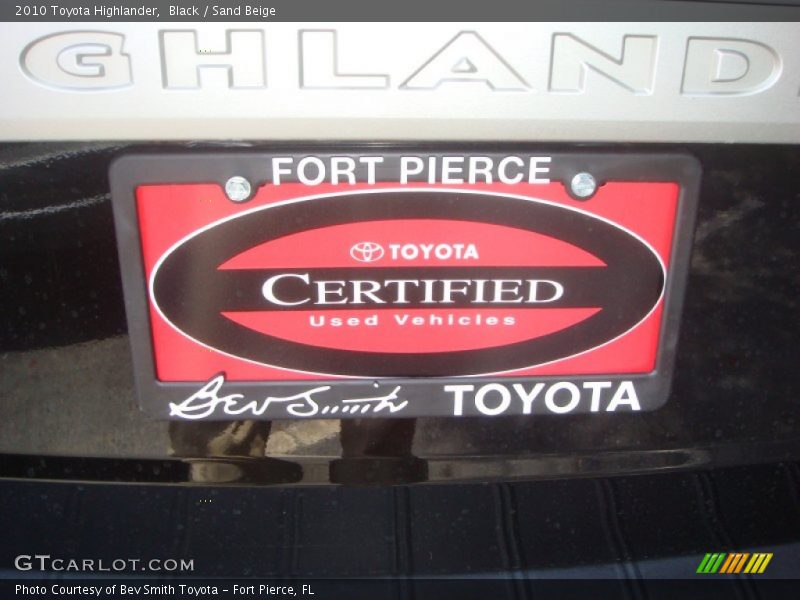 2010 Toyota Highlander, Black / Sand Beige
GHLAND
FORT PIERCE
TOYOTA
CERTIFIED
Used Vehicles
Bev Smith TOYOTA
GTCARLOT.COM
Photo Courtesy of Bev Smith Toyota – Fort Pierce, FL